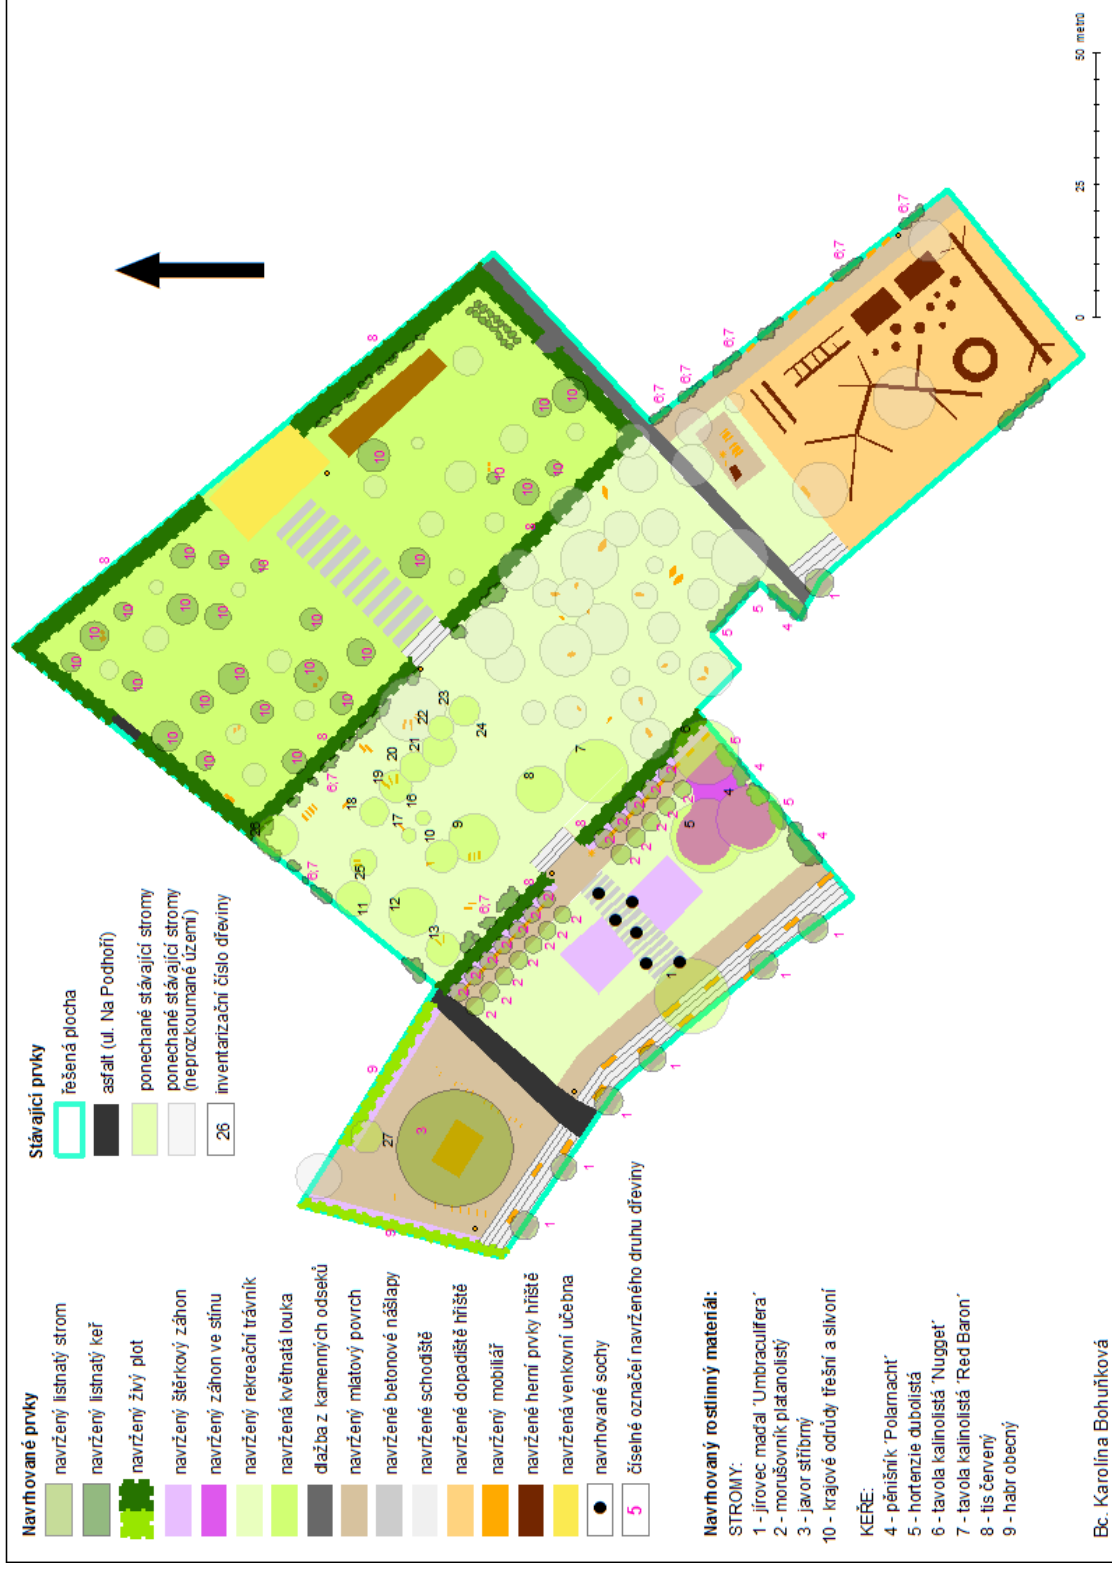 Navrhované prvky
navržený listnatý strom
navržený listnatý keř
navržený živý plot
navržený štěrkový záhon
navržený záhon ve stínu
navržený rekreační trávník
navržená květnatá louka
dlažba z kamenných odseků
navržený mlatový povrch
navržené betonové nášlapy
navržené schodiště
navržené dopadiště hřiště
navržený mobiliář
navržené herní prvky hřiště
navržená venkovní učebna
navrhované sochy
5 číselné označeí navrženého druhu dřeviny
Stávající prvky
řešená plocha
asfalt (ul. Na Podhoří)
ponechané stávající stromy
ponechané stávající stromy
(neprozkoumané území)
26 inventarizační číslo dřeviny
Navrhovaný rostlinný materiál:
STROMY:
1 - jírovec maďal ´Umbraculifera´
2 - morušovník platanolistý
3 - javor stříbrný
10 - krajové odrůdy třešní a slivoní
KEŘE:
4 - pěnišník ´Polarnacht´
5 - hortenzie dubolistá
6 - tavola kalinolistá ´Nugget´
7 - tavola kalinolistá ´Red Baron´
8 - tis červený
9 - habr obecný
Bc. Karolína Bohuňková
0 25 50 metrů